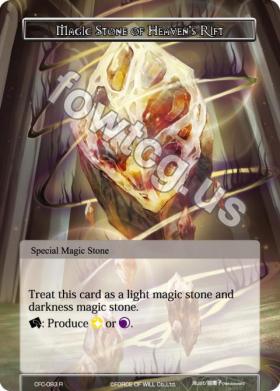 Magic Stone of Heaven's Rift
fowtcg.us
Special Magic Stone
Treat this card as a light magic stone and
darkness magic stone.
: Produce or .
CFC-093 R
©FORCE OF WILL Co.,Ltd.